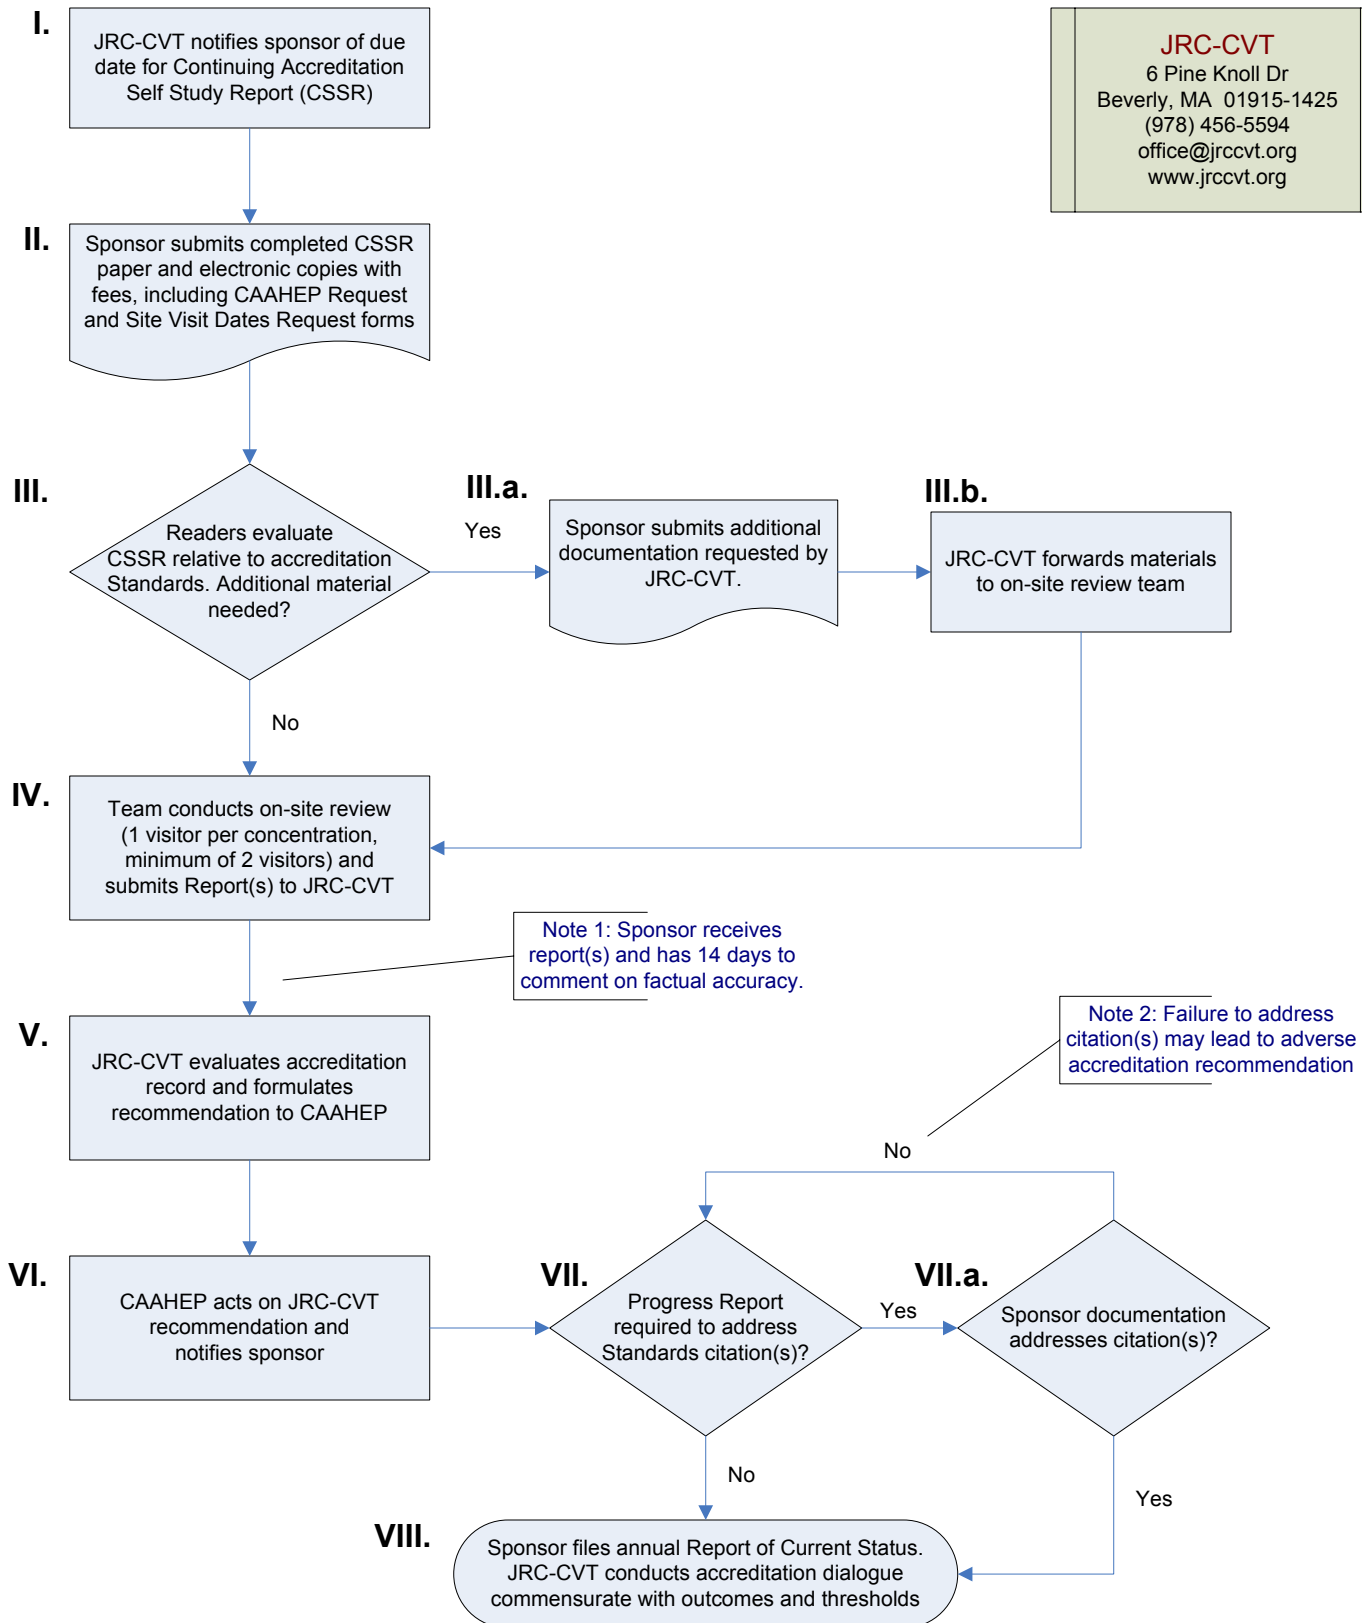 I.
JRC-CVT notifies sponsor of due
date for Continuing Accreditation
Self Study Report (CSSR)
JRC-CVT
6 Pine Knoll Dr
Beverly, MA  01915-1425
(978) 456-5594
office@jrccvt.org
www.jrccvt.org
II.
Sponsor submits completed CSSR
paper and electronic copies with
fees, including CAAHEP Request
and Site Visit Dates Request forms
III.
Readers evaluate
CSSR relative to accreditation
Standards. Additional material
needed?
Yes
III.a.
Sponsor submits additional
documentation requested by
JRC-CVT.
III.b.
JRC-CVT forwards materials
to on-site review team
No
IV.
Team conducts on-site review
(1 visitor per concentration,
minimum of 2 visitors) and
submits Report(s) to JRC-CVT
Note 1: Sponsor receives
report(s) and has 14 days to
comment on factual accuracy.
V.
JRC-CVT evaluates accreditation
record and formulates
recommendation to CAAHEP
Note 2: Failure to address
citation(s) may lead to adverse
accreditation recommendation
No
VI.
CAAHEP acts on JRC-CVT
recommendation and
notifies sponsor
VII.
Progress Report
required to address
Standards citation(s)?
Yes
VII.a.
Sponsor documentation
addresses citation(s)?
No
Yes
VIII.
Sponsor files annual Report of Current Status.
JRC-CVT conducts accreditation dialogue
commensurate with outcomes and thresholds